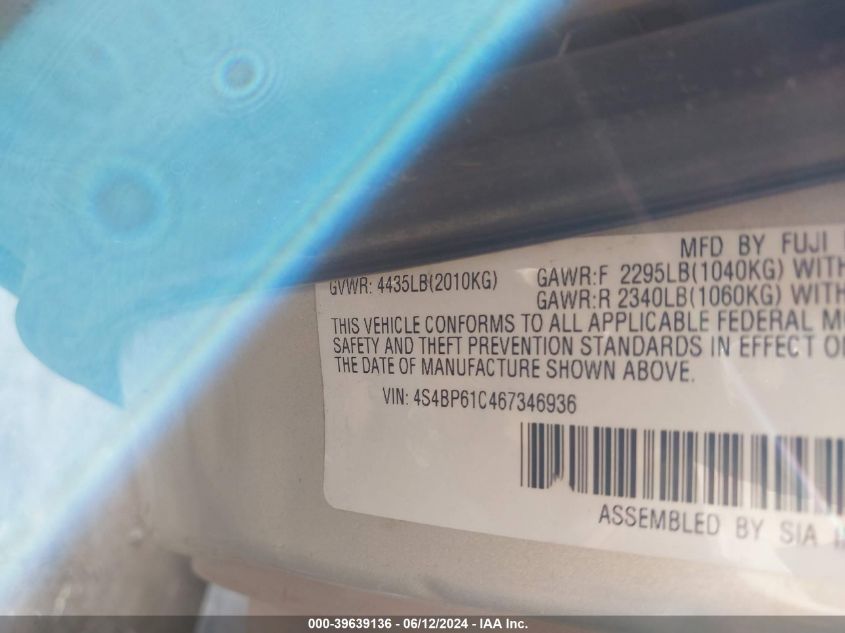 MFD BY FUJI
GVWR: 4435LB(2010KG) GAWR:F 2295LB(1040KG) WITH
GAWR:R 2340LB(1060KG) WITH
THIS VEHICLE CONFORMS TO ALL APPLICABLE FEDERAL MO
SAFETY AND THEFT PREVENTION STANDARDS IN EFFECT O
THE DATE OF MANUFACTURE SHOWN ABOVE.
VIN: 4S4BP61C467346936
ASSEMBLED BY SIA
000-39639136 - 06/12/2024 - IAA Inc.